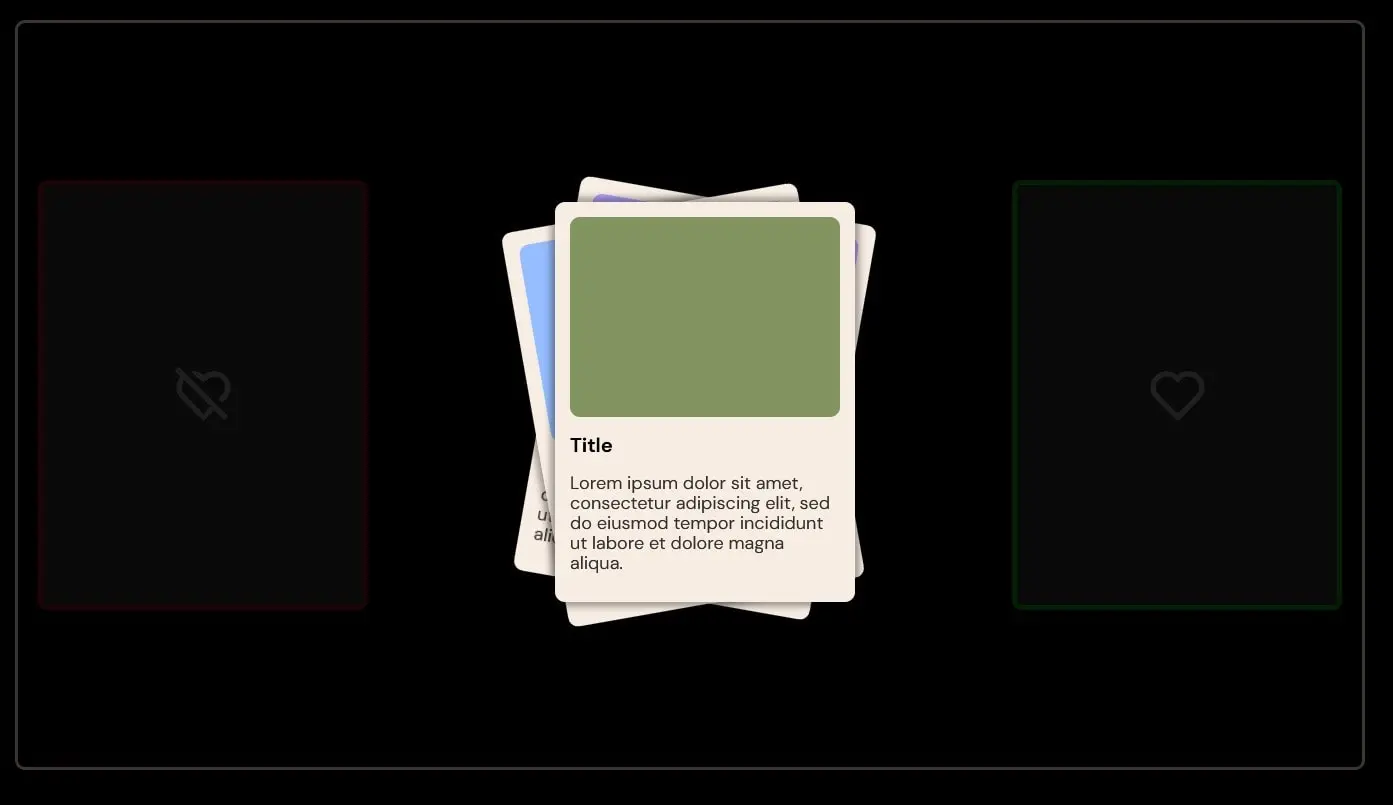 Title
Lorem ipsum dolor sit amet,
consectetur adipiscing elit, sed
do eiusmod tempor incididunt
ut labore et dolore magna
aliqua.